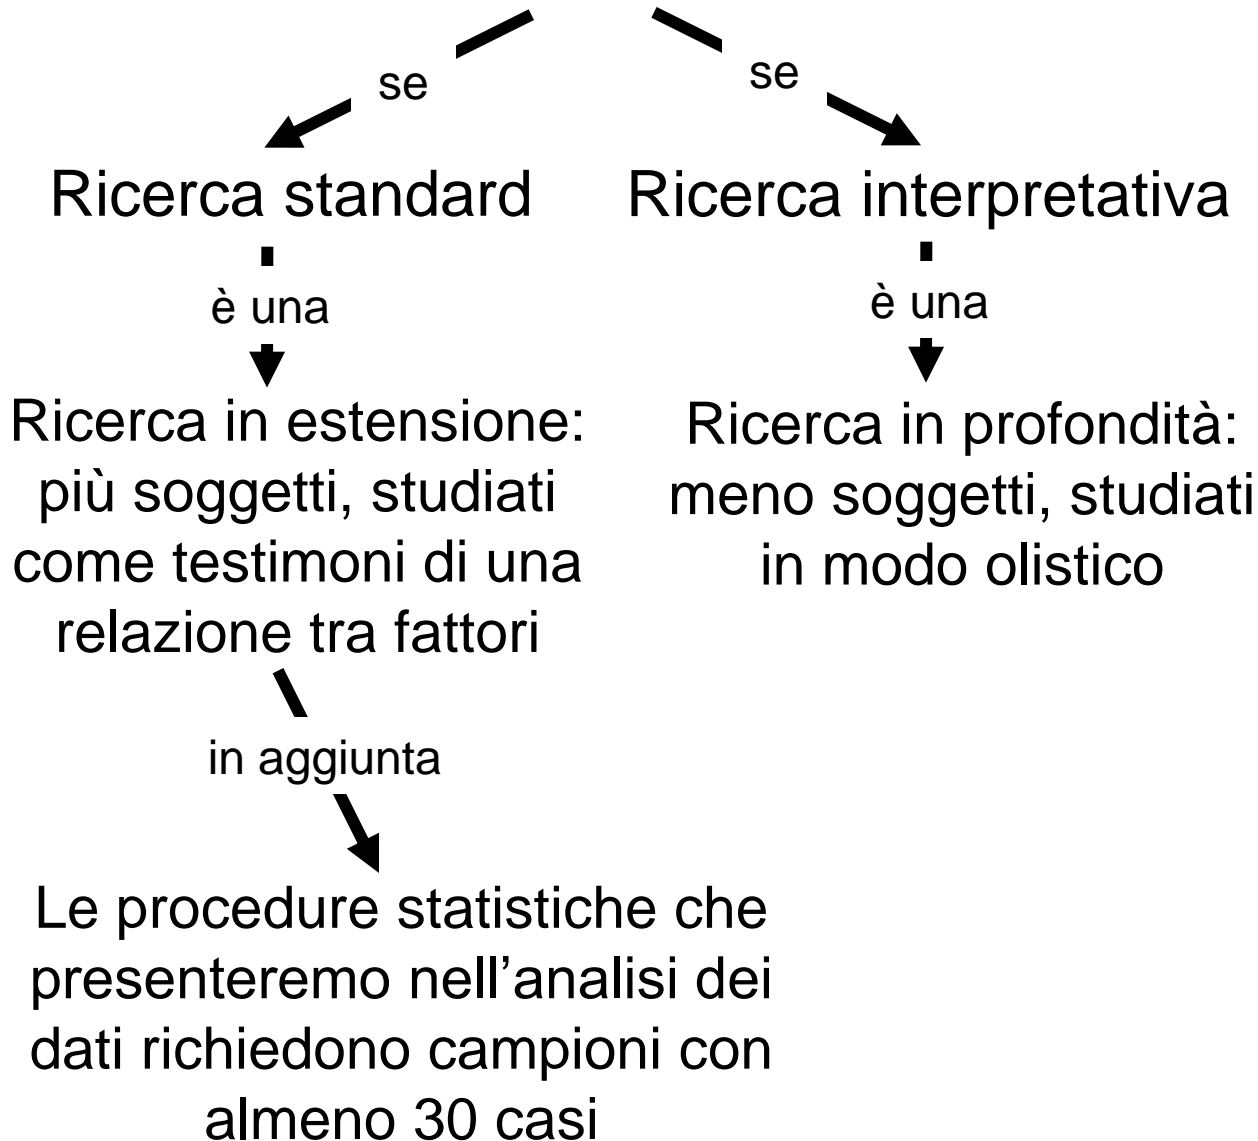 se
se
Ricerca standard
Ricerca interpretativa
è una
è una
Ricerca in estensione:
più soggetti, studiati
come testimoni di una
relazione tra fattori
Ricerca in profondità:
meno soggetti, studiati
in modo olistico
in aggiunta
Le procedure statistiche che
presenteremo nell’analisi dei
dati richiedono campioni con
almeno 30 casi